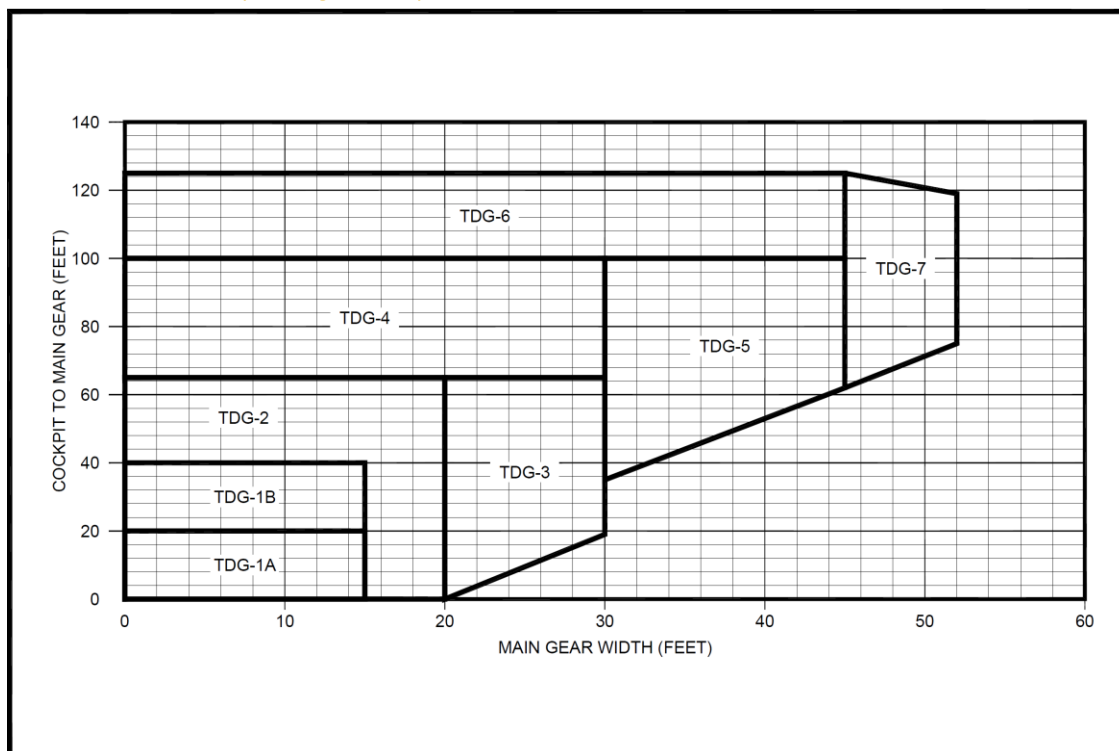 140
120
100
80
60
40
20
0
COCKPIT TO MAIN GEAR (FEET)
TDG-6
TDG-7
TDG-4
TDG-5
TDG-2
TDG-3
TDG-1B
TDG-1A
0 10 20 30 40 50 60
MAIN GEAR WIDTH (FEET)